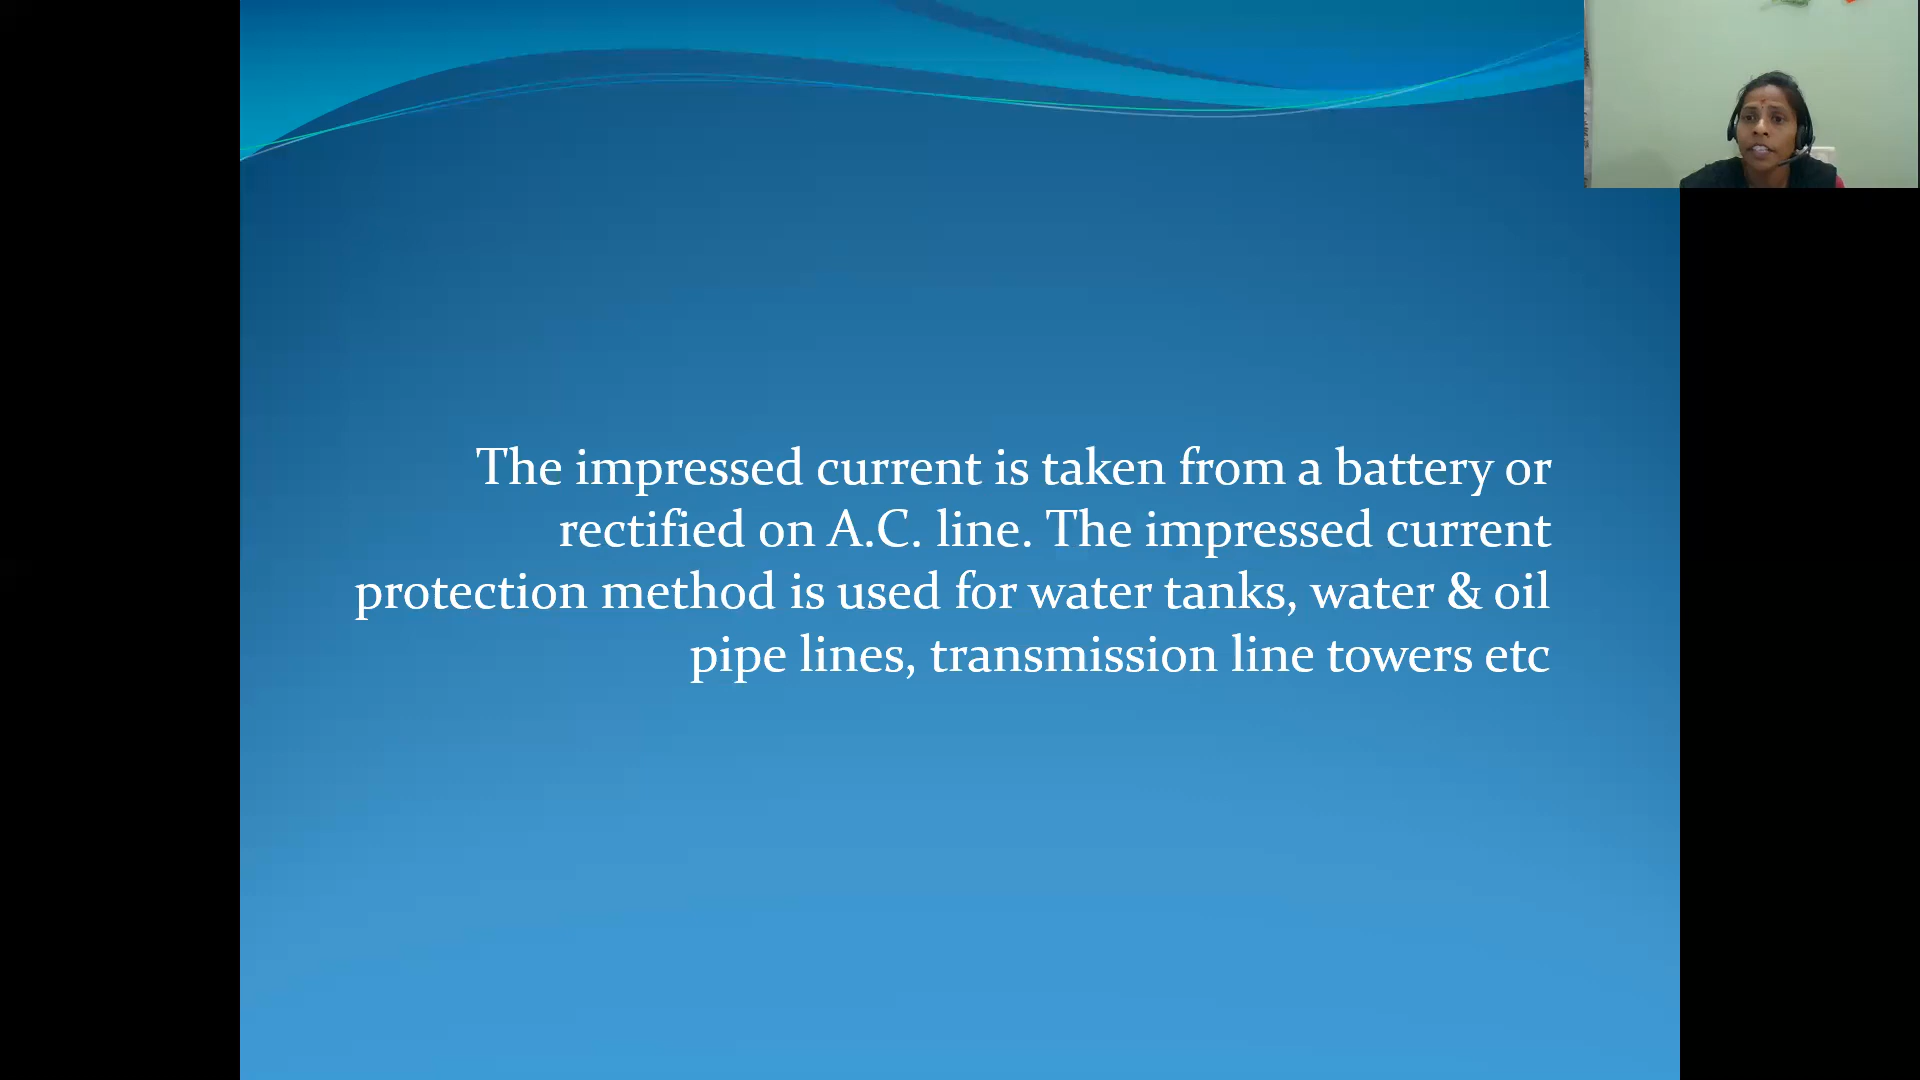 The impressed current is taken from a battery or
rectified on A.C. line. The impressed current
protection method is used for water tanks, water & oil
pipe lines, transmission line towers etc